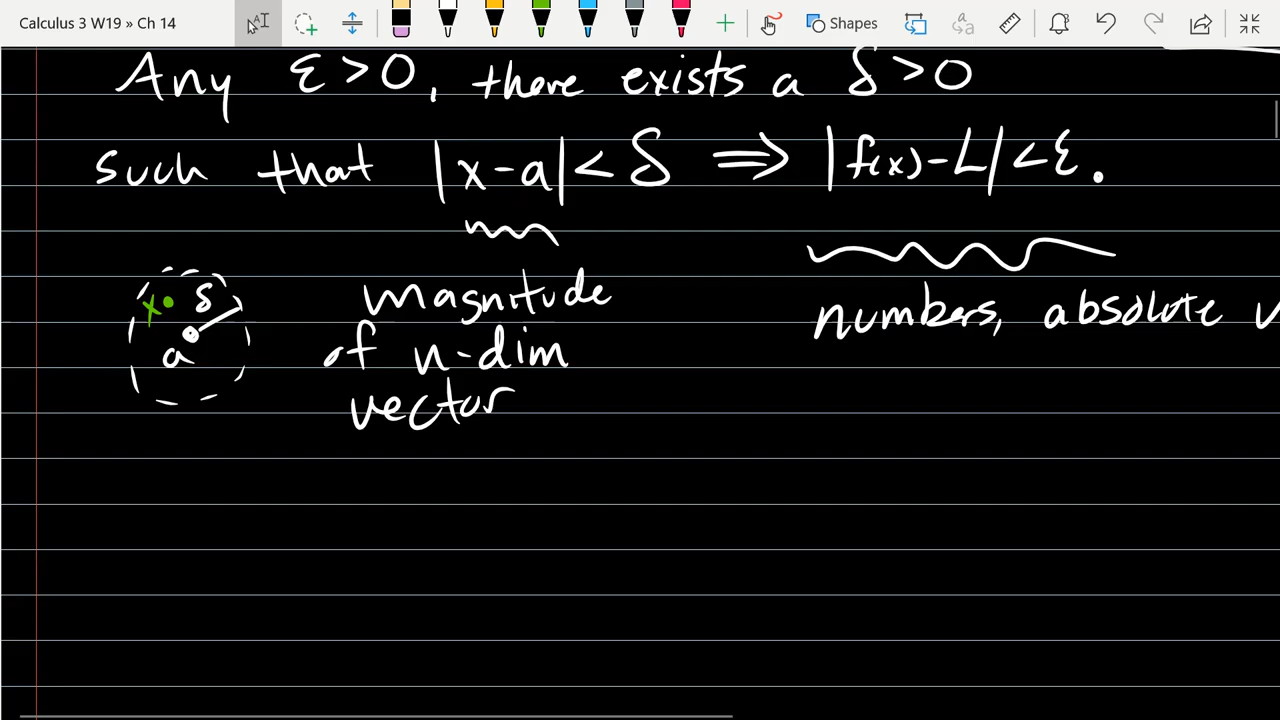 Calculus 3 W19 » Ch 14
Shapes
Any ε>0, there exists a δ>0
such that |x-a|<δ ⟹ |f(x)-L|<ε.
x
δ
a
magnitude
of n-dim
vector
numbers, absolute